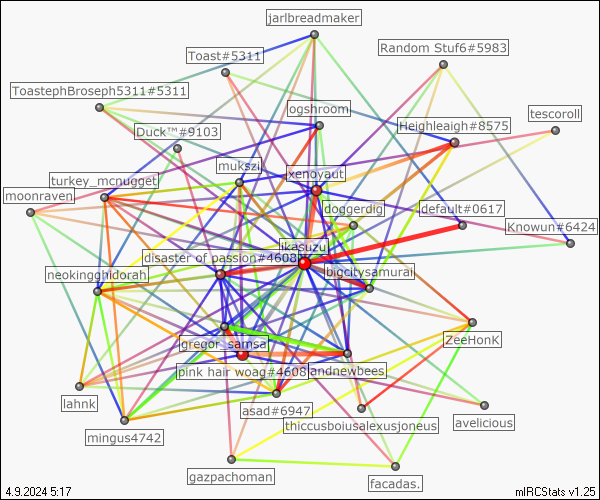 jarlbreadmaker
Toast#5311
Random Stuf6#5983
ToastephBroseph5311#5311
ogshroom
tescoroll
Duck™#9103
Heighleaigh#8575
mukszi
xenoyaut
turkey_mcnugget
moonraven
doggerdig
default#0617
Knowun#6424
ikasuzu
disaster of passion#4608
neokingghidorah
bigcitysamurai
ZeeHonK
gregor_samsa
pink hair woag#4608
andnewbees
lahnk
asad#6947
avelicious
thiccusboiusalexusjoneus
mingus4742
gazpachoman
facadas.
4.9.2024 5:17
mIRCStats v1.25